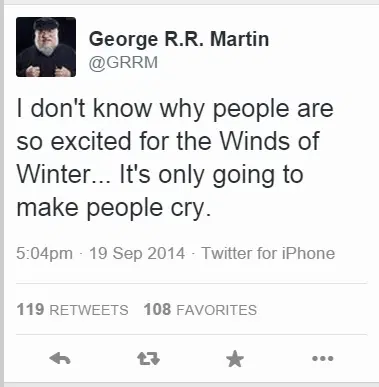 George R.R. Martin
@GRRM
I don't know why people are
so excited for the Winds of
Winter... It's only going to
make people cry.
5:04pm · 19 Sep 2014 · Twitter for iPhone
119 RETWEETS 108 FAVORITES